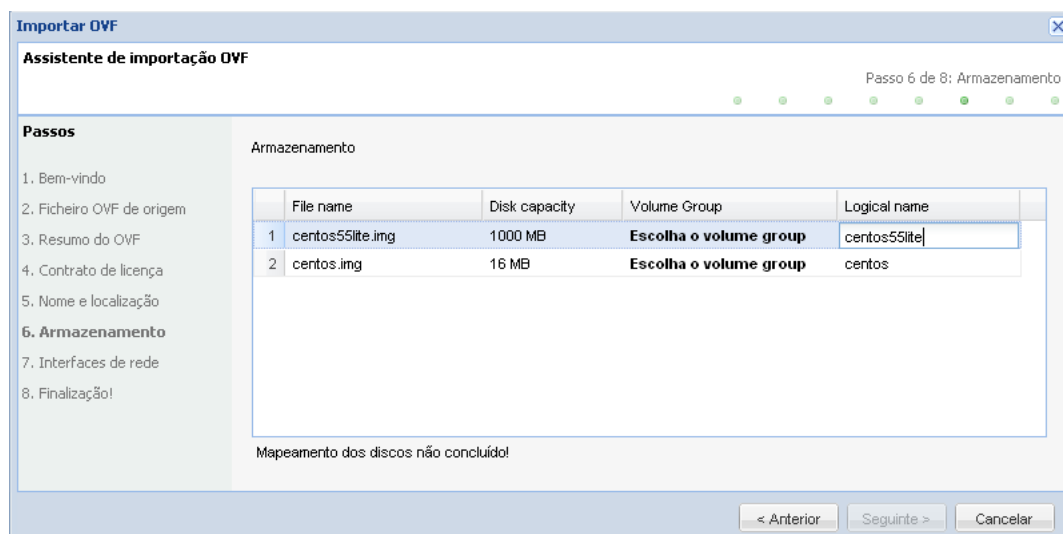 Importar OVF
Assistente de importação OVF
Passo 6 de 8: Armazenamento
Passos
1. Bem-vindo
2. Ficheiro OVF de origem
3. Resumo do OVF
4. Contrato de licença
5. Nome e localização
6. Armazenamento
7. Interfaces de rede
8. Finalização!
Armazenamento
File name Disk capacity Volume Group Logical name
1 centos55lite.img 1000 MB Escolha o volume group centos55lite
2 centos.img 16 MB Escolha o volume group centos
Mapeamento dos discos não concluído!
< Anterior Seguinte > Cancelar